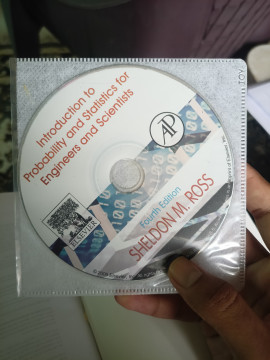 Introduction to
Probability and Statistics for
Engineers and Scientists
AP
Fourth Edition
SHELDON M. ROSS
ELSEVIER